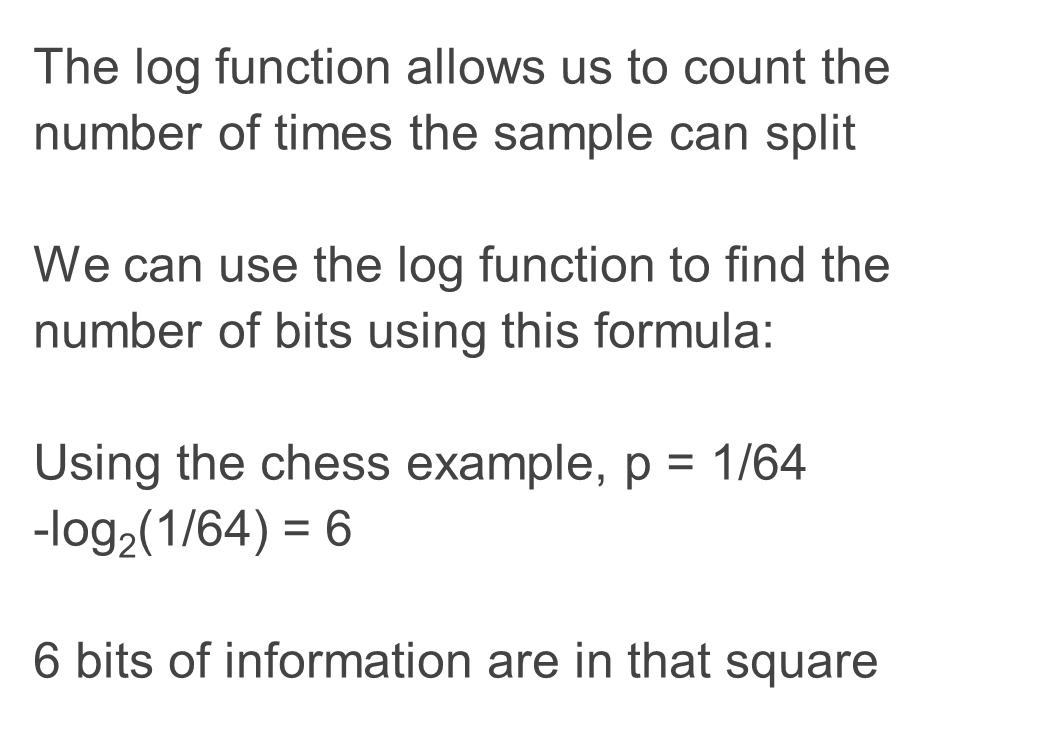 The log function allows us to count the
number of times the sample can split
We can use the log function to find the
number of bits using this formula:
Using the chess example, p = 1/64
-log₂(1/64) = 6
6 bits of information are in that square